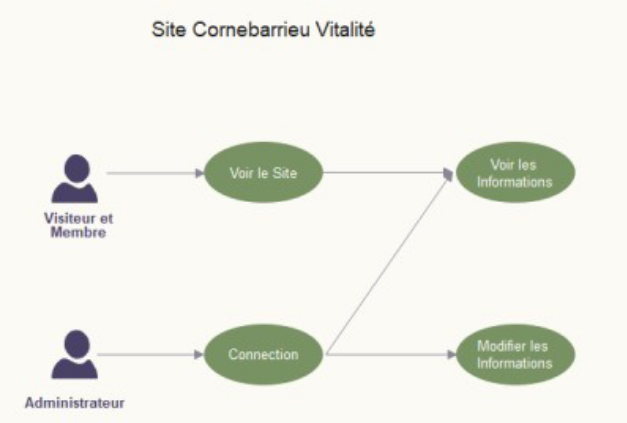 Site Cornebarrieu Vitalité
Voir le Site
Voir les
Informations
Visiteur et
Membre
Connection
Modifier les
Informations
Administrateur